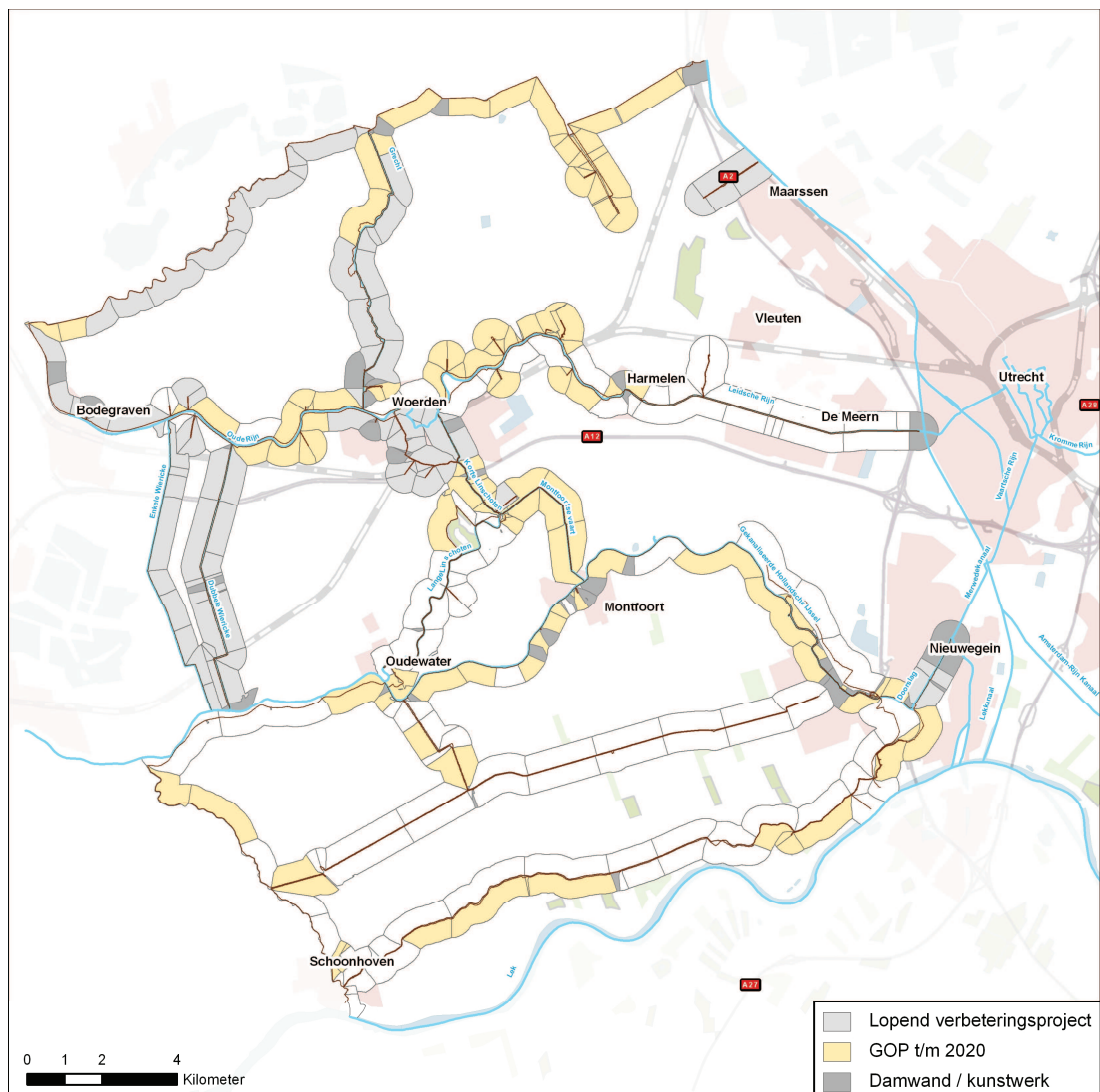 Grecht
A2
Maarssen
Vleuten
Utrecht
Harmelen
Woerden
Bodegraven
Leidsche Rijn
De Meern
A28
Kromme Rijn
Oude Rijn
A12
Vaartsche Rijn
Enkele Wiericke
Korte Linschoten
Montfoortse vaart
Lange Linschoten
Gekanaliseerde Hollandsche IJssel
Merwedekanaal
Dubbele Wiericke
Montfoort
Nieuwegein
Amsterdam-Rijn Kanaal
Oudewater
Doorslag
Lekkanaal
Schoonhoven
Lek
A27
Lopend verbeteringsproject
GOP t/m 2020
Damwand / kunstwerk
0 1 2 4
Kilometer